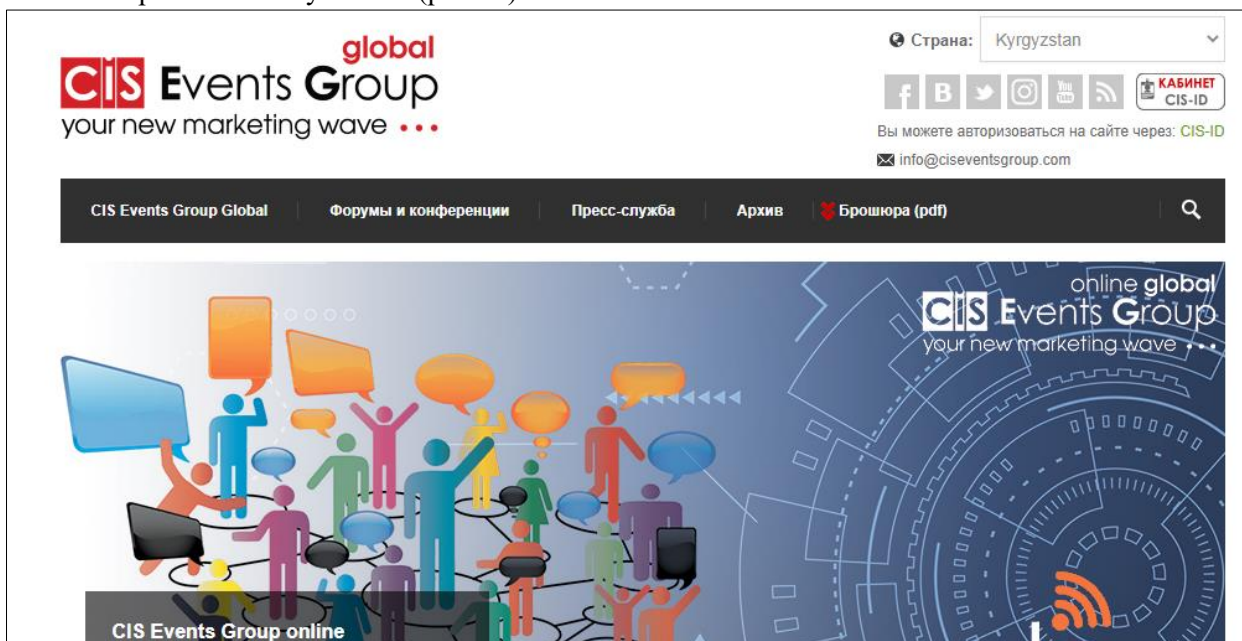 global
CIS Events Group
your new marketing wave
Страна: Kyrgyzstan
f B You Tube КАБИНЕТ
CIS-ID
Вы можете авторизоваться на сайте через: CIS-ID
info@ciseventsgroup.com
CIS Events Group Global Форумы и конференции Пресс-служба Архив Брошюра (pdf)
online global
CIS Events Group
your new marketing wave
CIS Events Group online